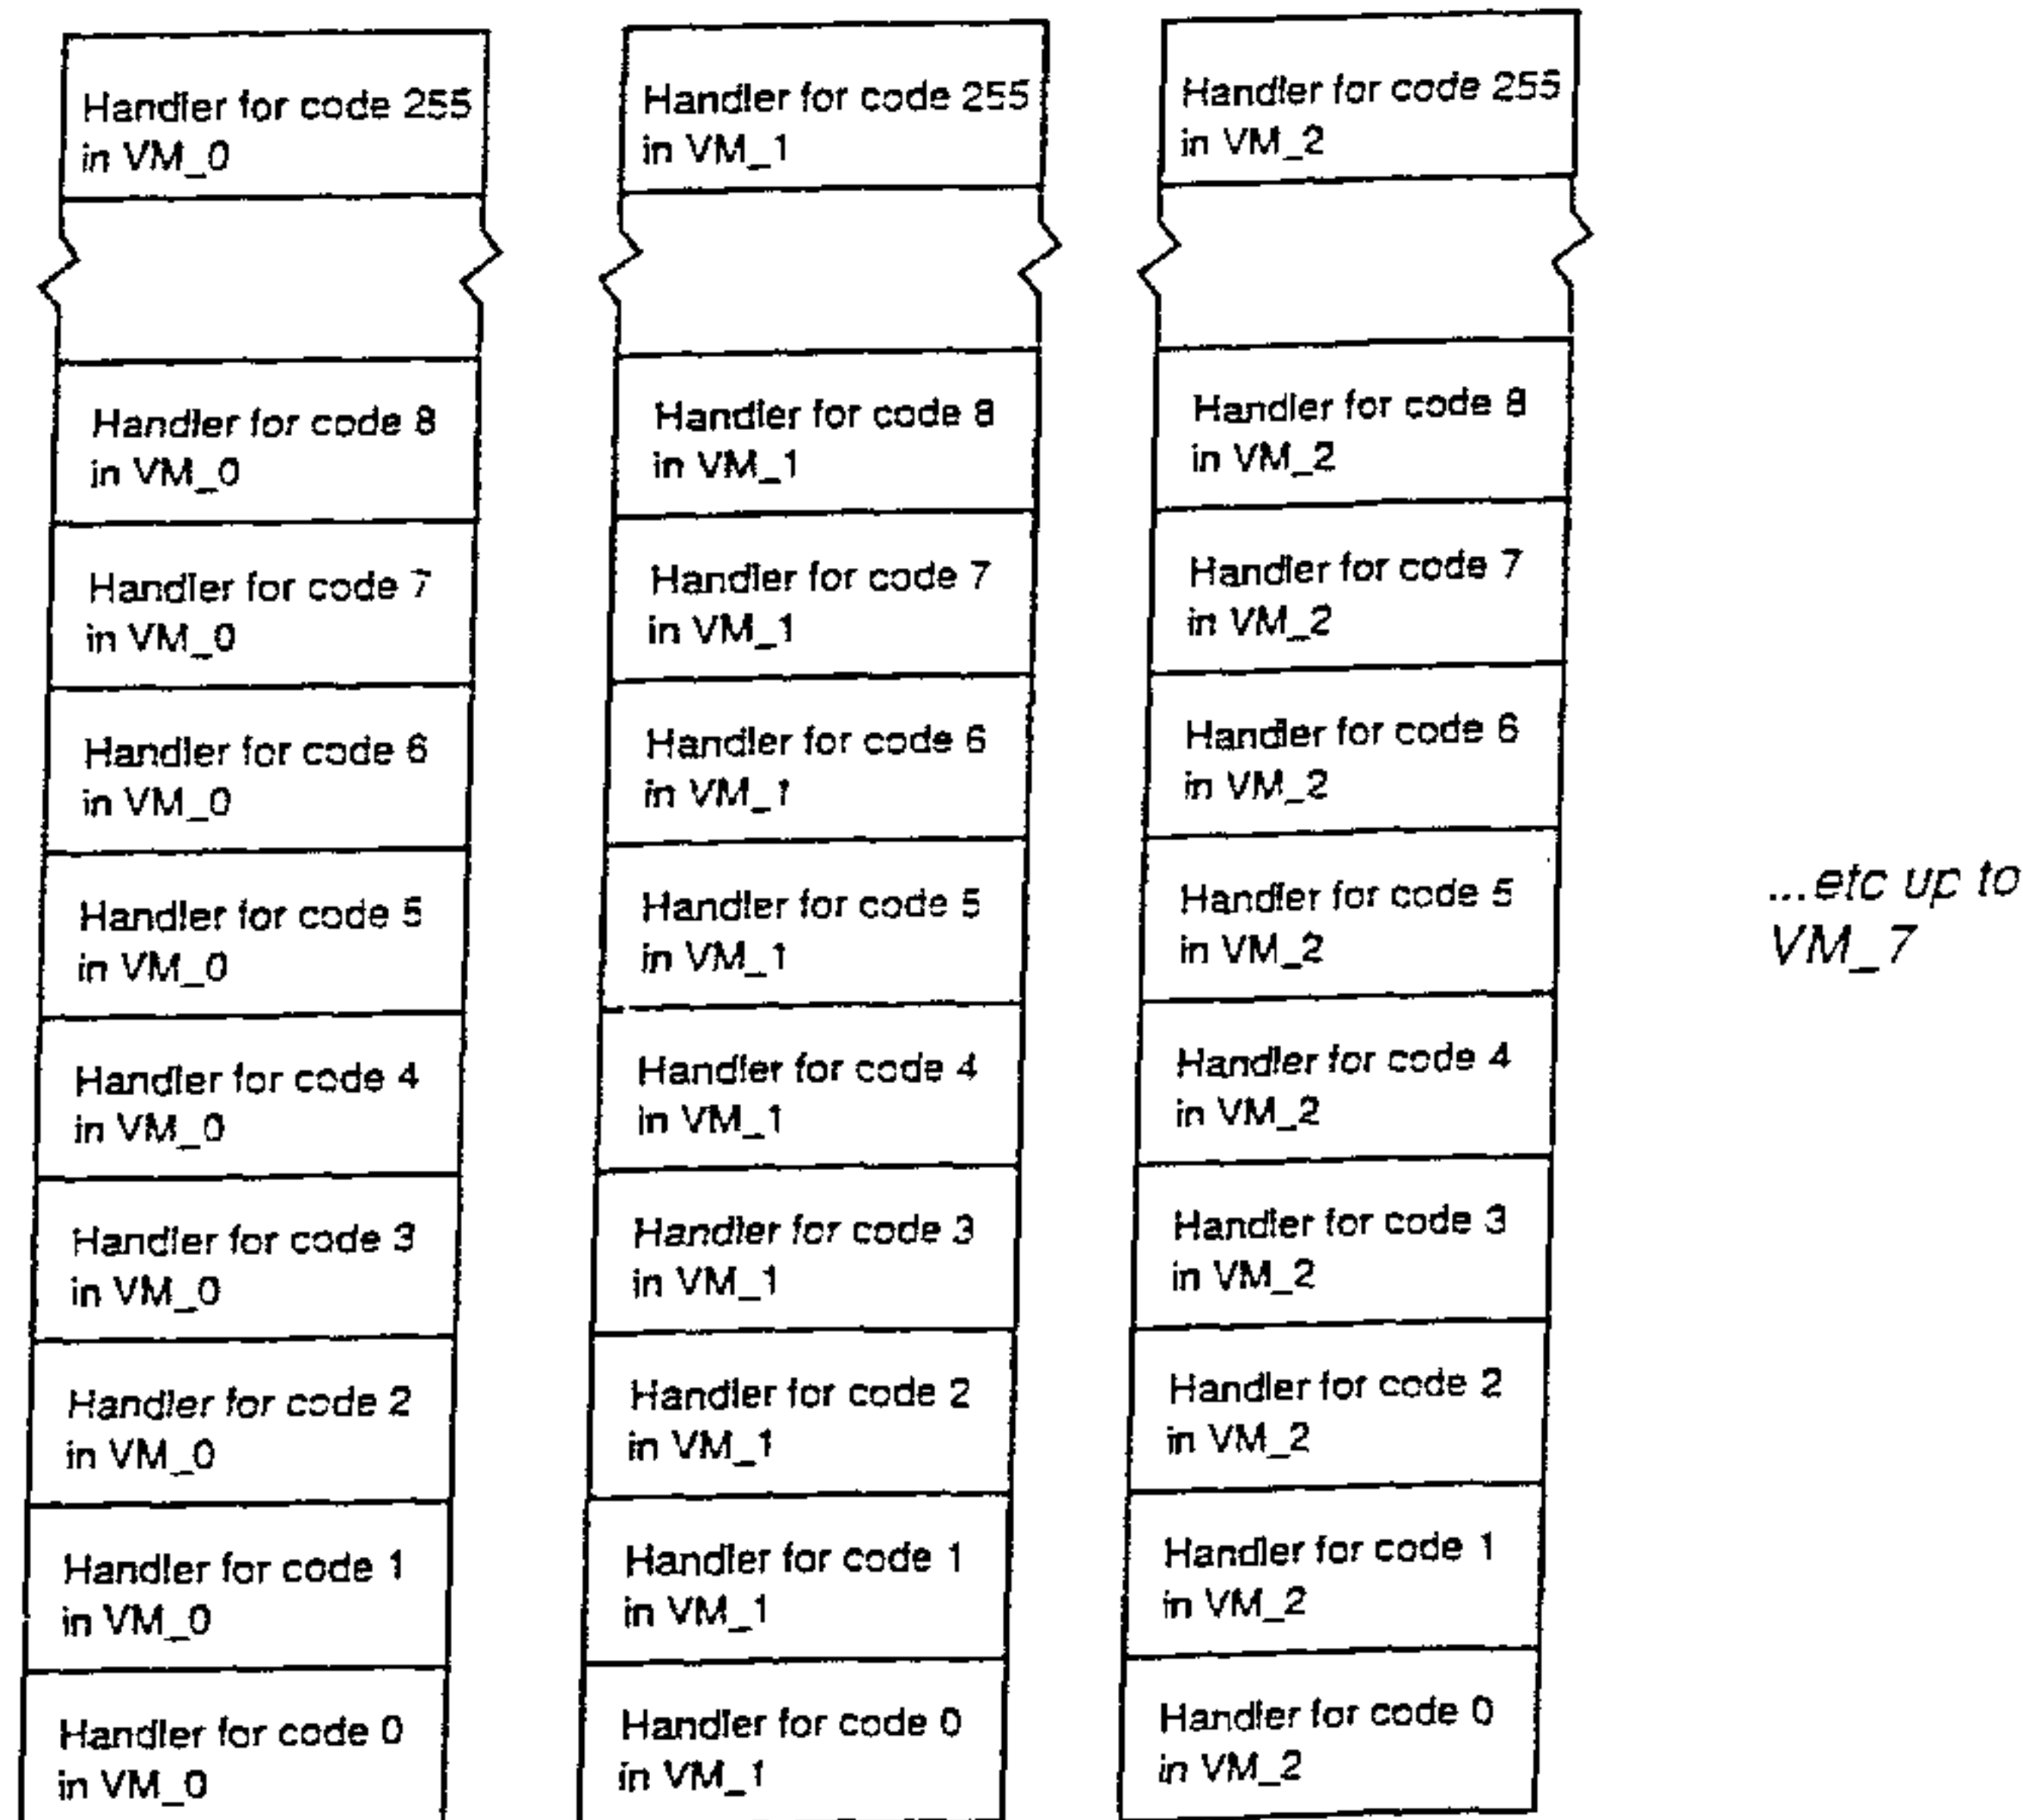 Handler for code 255
in VM_0
Handler for code 8
in VM_0
Handler for code 7
in VM_0
Handler for code 6
in VM_0
Handler for code 5
in VM_0
Handler for code 4
in VM_0
Handler for code 3
in VM_0
Handler for code 2
in VM_0
Handler for code 1
in VM_0
Handler for code 0
in VM_0
Handler for code 255
in VM_1
Handler for code 8
in VM_1
Handler for code 7
in VM_1
Handler for code 6
in VM_1
Handler for code 5
in VM_1
Handler for code 4
in VM_1
Handler for code 3
in VM_1
Handler for code 2
in VM_1
Handler for code 1
in VM_1
Handler for code 0
in VM_1
Handler for code 255
in VM_2
Handler for code 8
in VM_2
Handler for code 7
in VM_2
Handler for code 6
in VM_2
Handler for code 5
in VM_2
Handler for code 4
in VM_2
Handler for code 3
in VM_2
Handler for code 2
in VM_2
Handler for code 1
in VM_2
Handler for code 0
in VM_2
...etc up to
VM_7